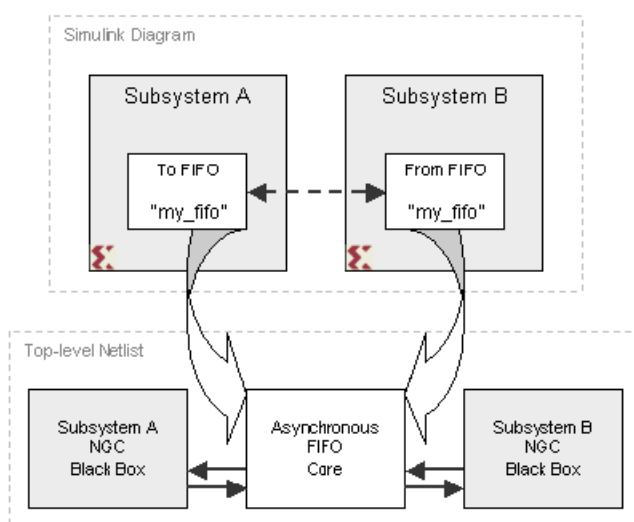 Simulink Diagram
Subsystem A
Subsystem B
To FIFO
"my_fifo"
From FIFO
"my_fifo"
Top-level Netlist
Subsystem A
NGC
Black Box
Asynchronous
FIFO
Core
Subsystem B
NGC
Black Box